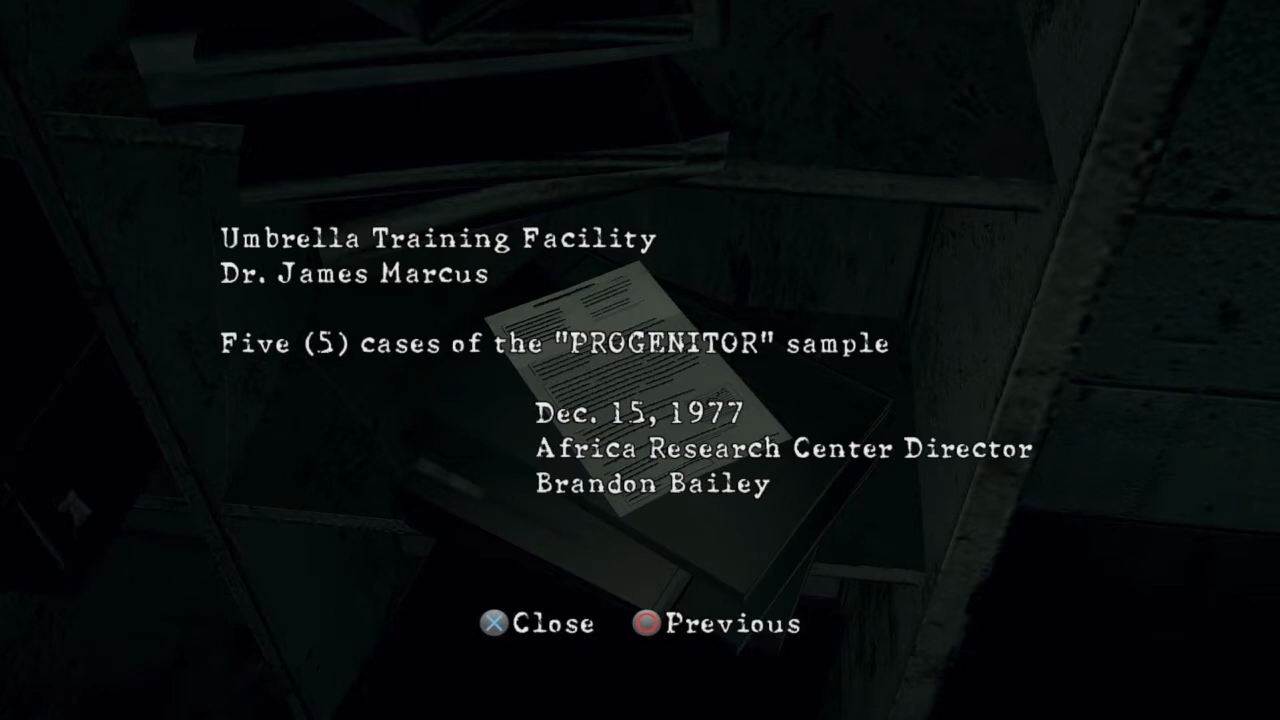 Umbrella Training Facility
Dr. James Marcus
Five (5) cases of the "PROGENITOR" sample
Dec. 15, 1977
Africa Research Center Director
Brandon Bailey
Close Previous